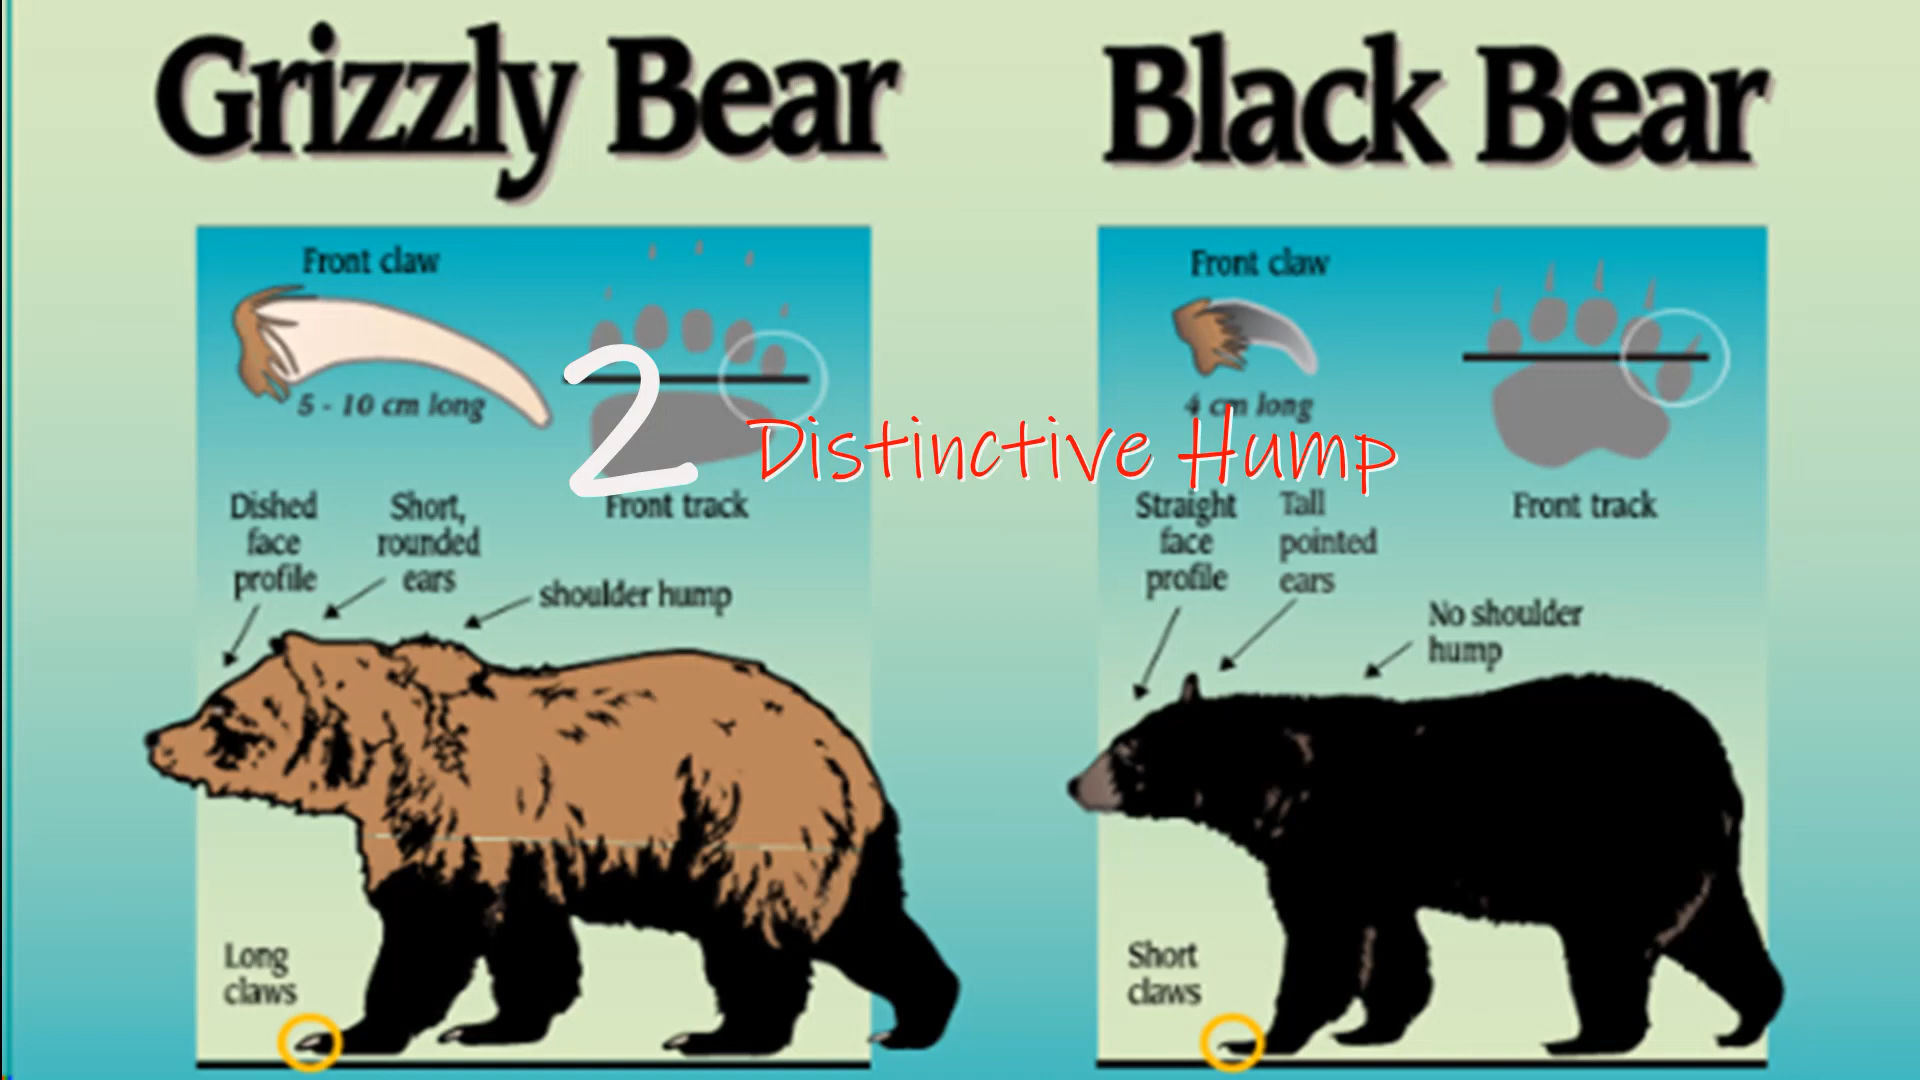 Grizzly Bear
Front claw
5 - 10 cm long
Front track
Dished
face
profile
Short,
rounded
ears
shoulder hump
Long
claws
2 Distinctive Hump
Black Bear
Front claw
4 cm long
Front track
Straight
face
profile
Tall
pointed
ears
No shoulder
hump
Short
claws